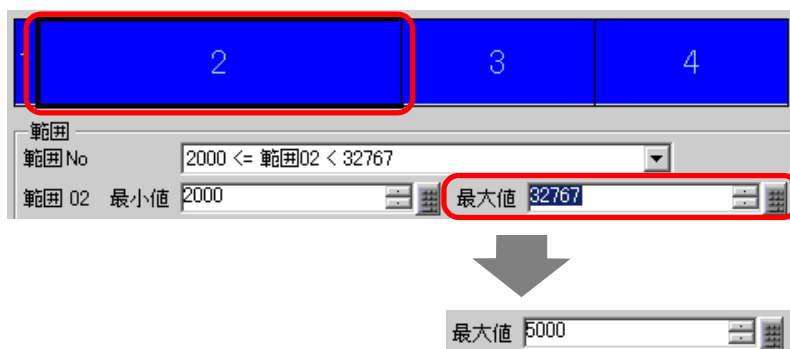 1 2 3 4
範囲
範囲No 2000 <= 範囲02 < 32767
範囲 02 最小値 2000 最大値 32767
最大値 5000